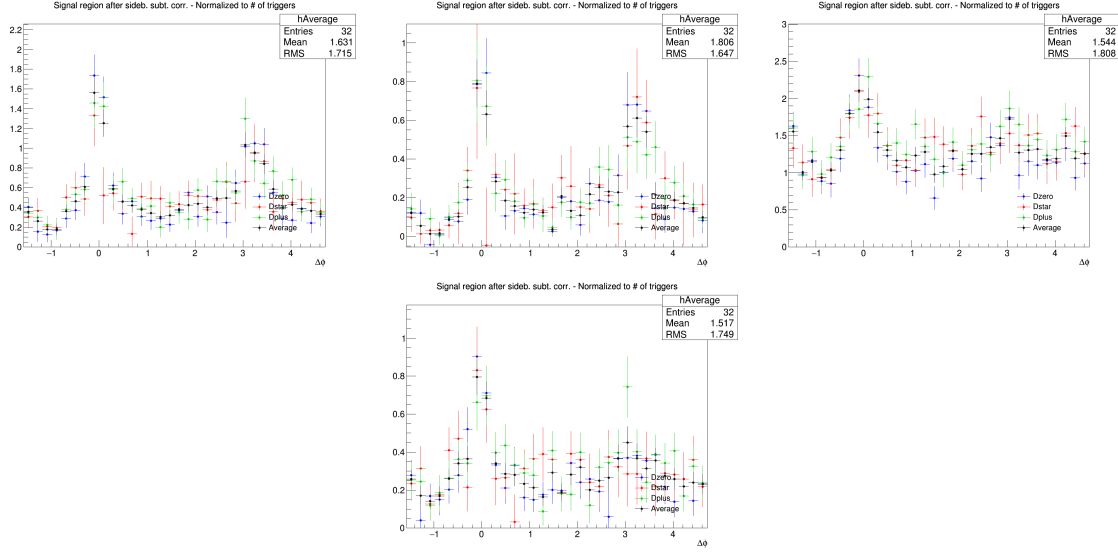 Signal region after sideb. subt. corr. - Normalized to # of triggers
hAverage
Entries 32
Mean 1.631
RMS 1.715
2.2
2
1.8
1.6
1.4
1.2
1
0.8
0.6
0.4
0.2
0
Dzero
Dstar
Dplus
Average
−1 0 1 2 3 4
Δϕ
Signal region after sideb. subt. corr. - Normalized to # of triggers
hAverage
Entries 32
Mean 1.806
RMS 1.647
1
0.8
0.6
0.4
0.2
0
Dzero
Dstar
Dplus
Average
−1 0 1 2 3 4
Δϕ
Signal region after sideb. subt. corr. - Normalized to # of triggers
hAverage
Entries 32
Mean 1.544
RMS 1.808
3
2.5
2
1.5
1
0.5
0
Dzero
Dstar
Dplus
Average
−1 0 1 2 3 4
Δϕ
Signal region after sideb. subt. corr. - Normalized to # of triggers
hAverage
Entries 32
Mean 1.517
RMS 1.749
1
0.8
0.6
0.4
0.2
0
Dzero
Dstar
Dplus
Average
−1 0 1 2 3 4
Δϕ